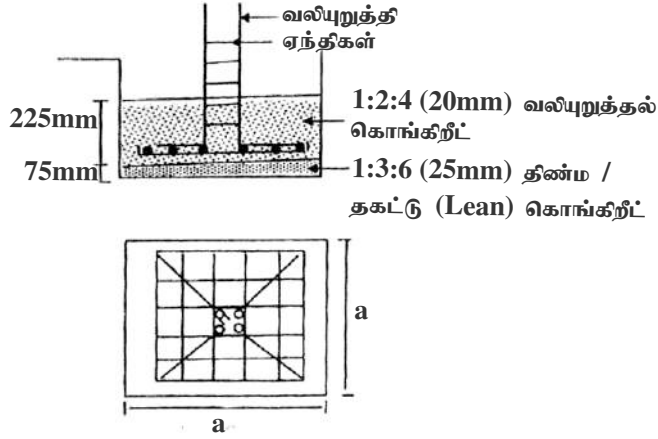 வலியுறுத்தி
ஏந்திகள்
225mm
1:2:4 (20mm) வலியுறுத்தல்
கொங்கிறீட்
75mm
1:3:6 (25mm) திண்ம /
தகட்டு (Lean) கொங்கிறீட்
a
a